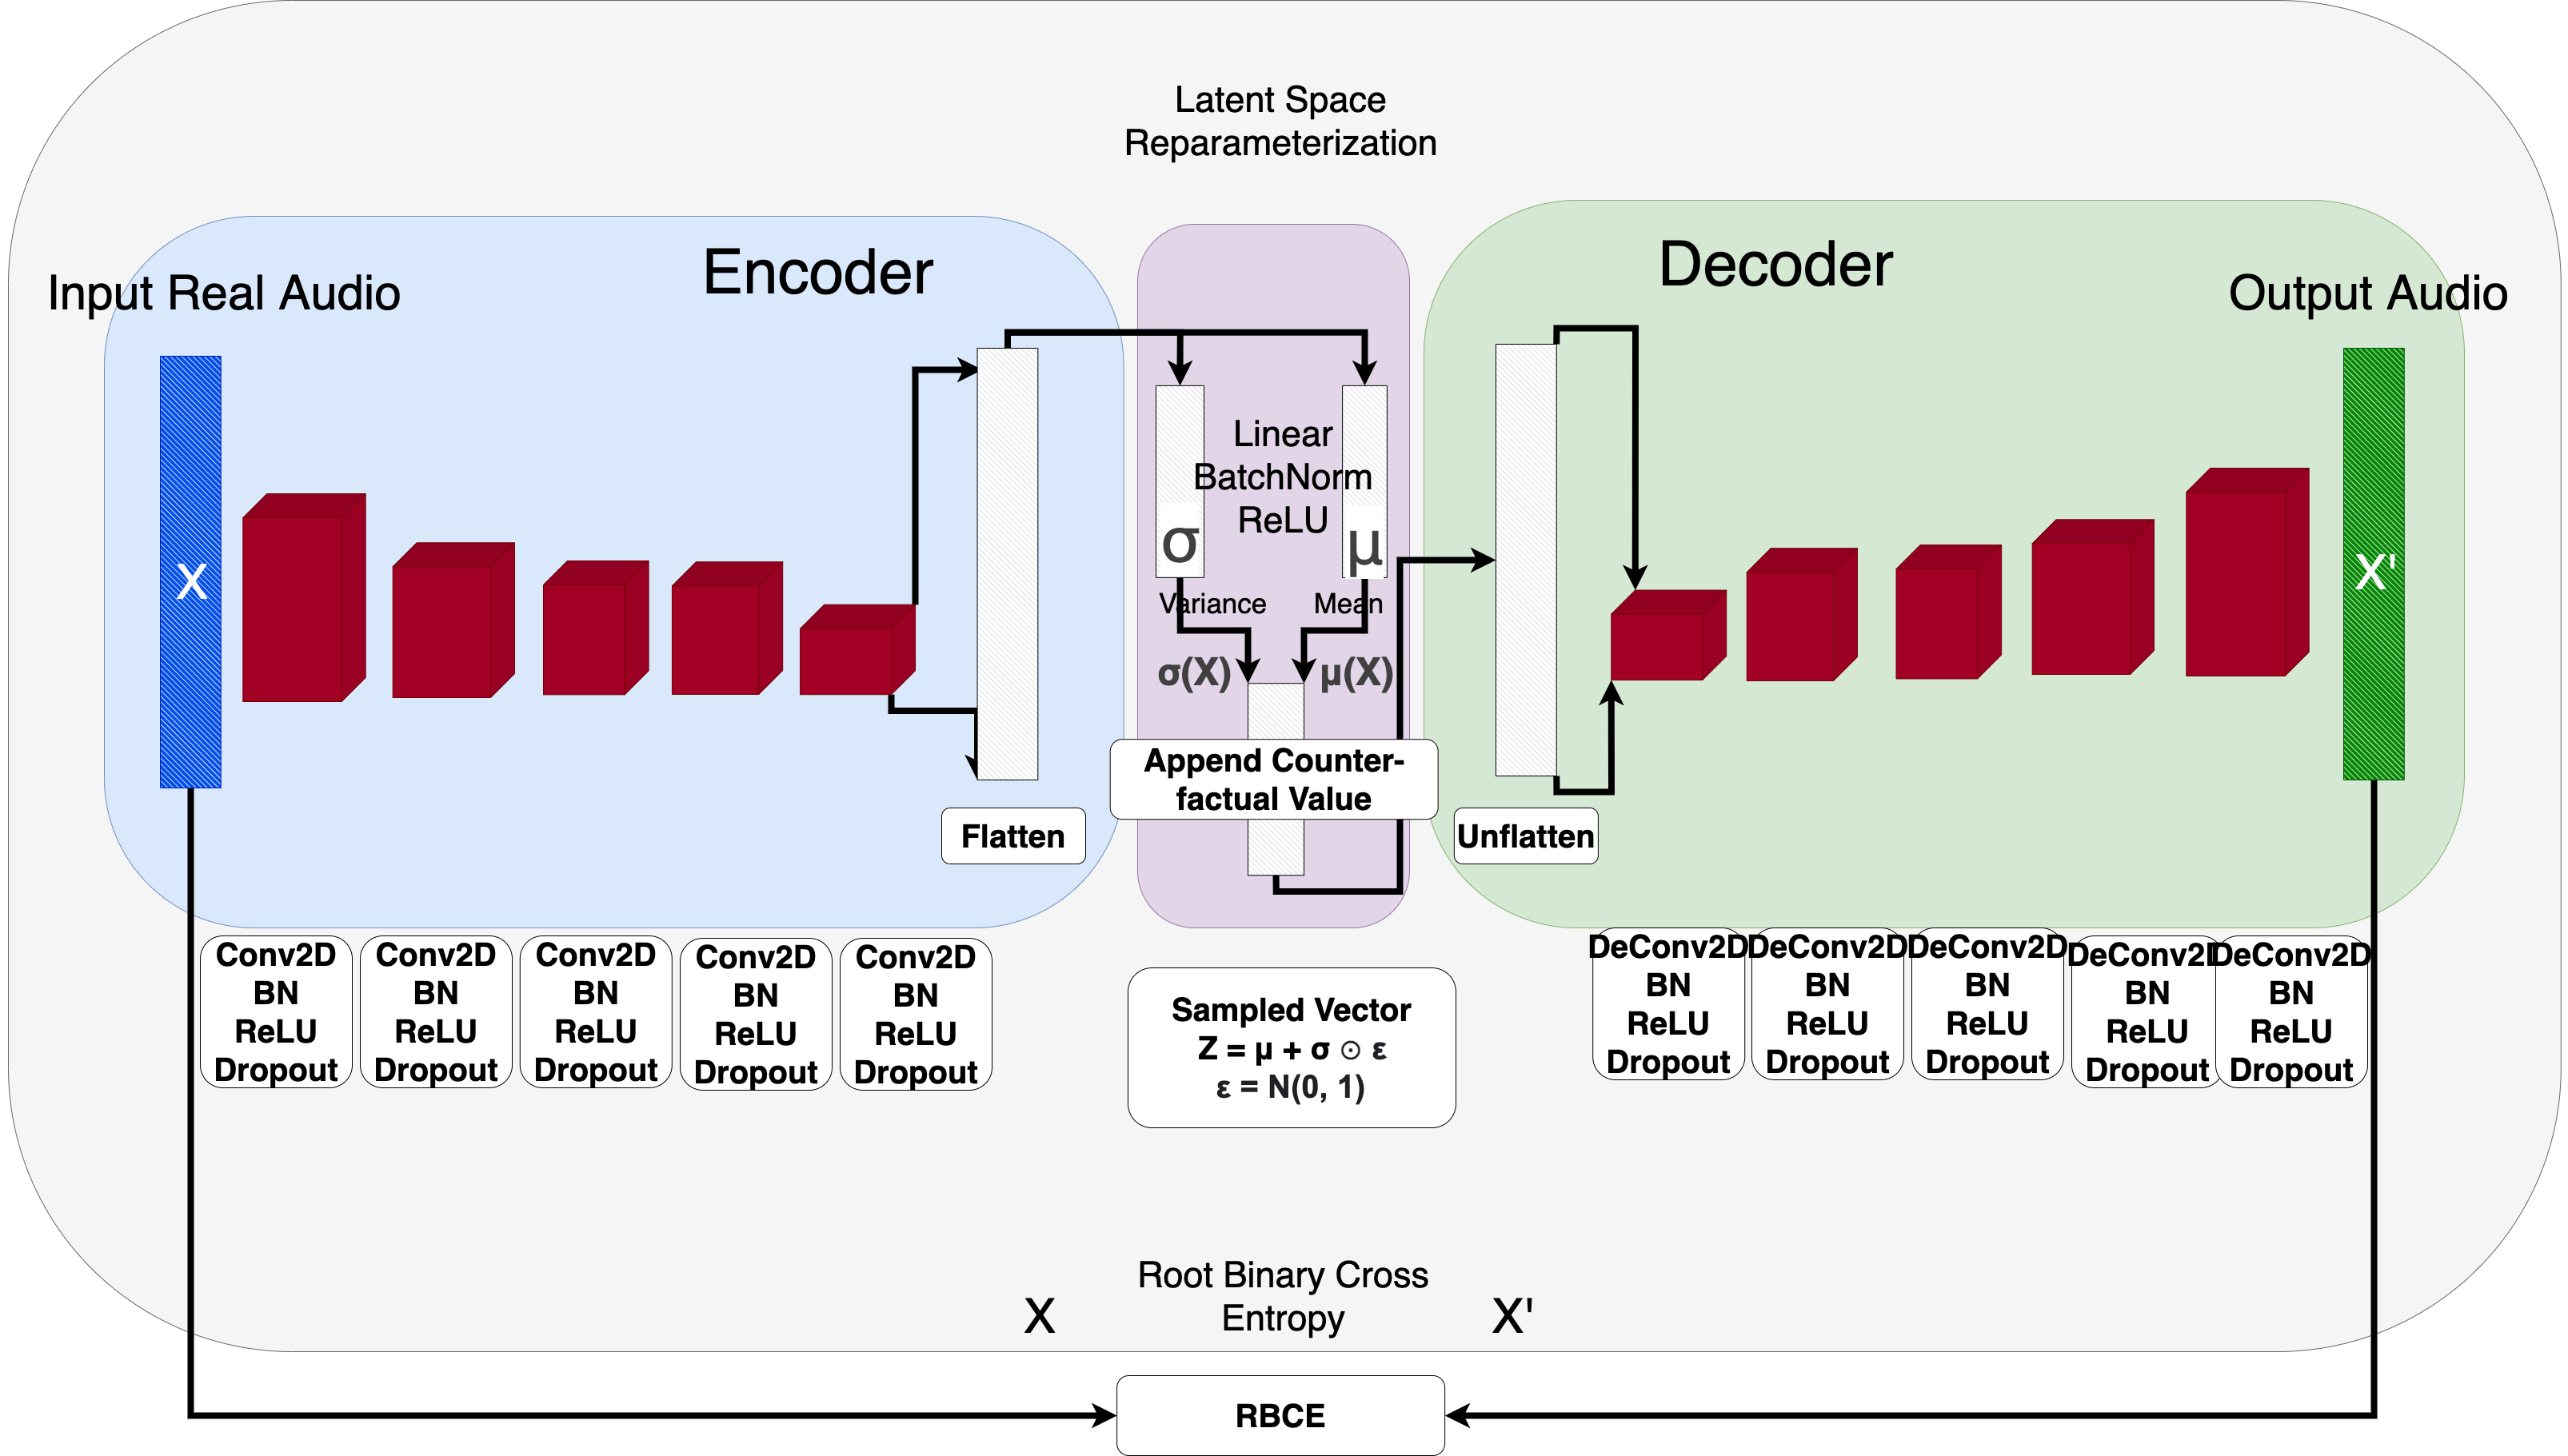 Latent Space
Reparameterization
Encoder
Decoder
Input Real Audio
Output Audio
Linear
BatchNorm
ReLU
σ
μ
X
X'
Variance
Mean
σ(X)
μ(X)
Append Counter-
factual Value
Flatten
Unflatten
Conv2D
BN
ReLU
Dropout
Conv2D
BN
ReLU
Dropout
Conv2D
BN
ReLU
Dropout
Conv2D
BN
ReLU
Dropout
Conv2D
BN
ReLU
Dropout
Sampled Vector
Z = μ + σ ⊙ ε
ε = N(0, 1)
DeConv2D
BN
ReLU
Dropout
DeConv2D
BN
ReLU
Dropout
DeConv2D
BN
ReLU
Dropout
DeConv2D
BN
ReLU
Dropout
DeConv2D
BN
ReLU
Dropout
Root Binary Cross
Entropy
X
X'
RBCE